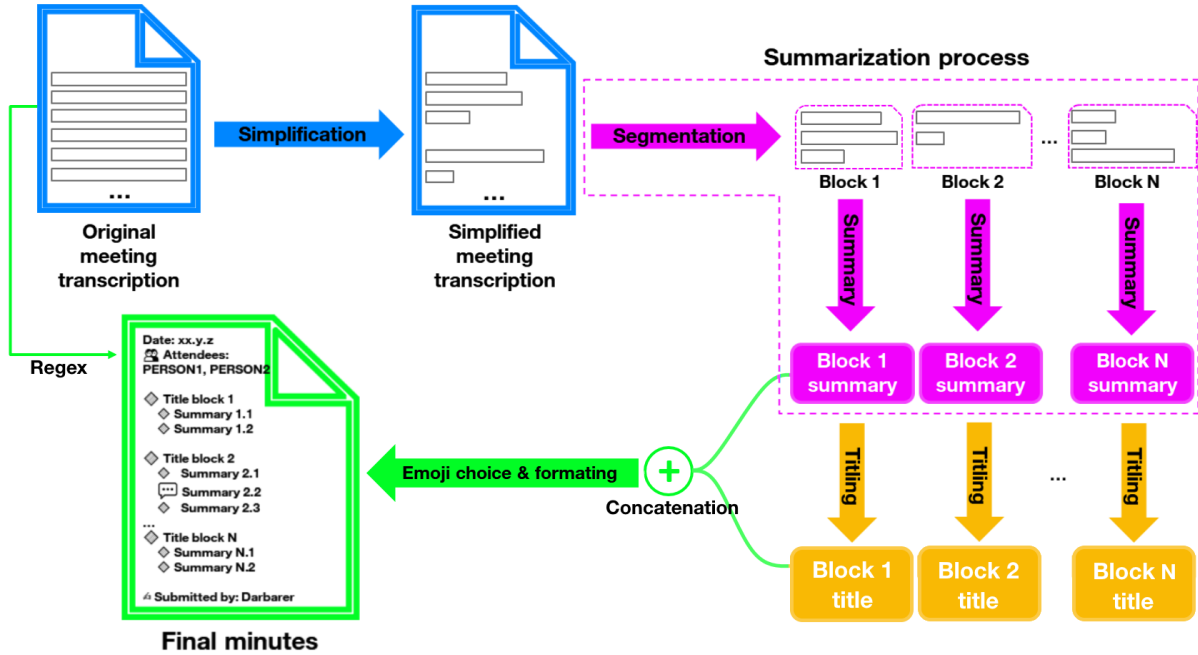 Summarization process
Simplification
Segmentation
...
...
...
Block 1
Block 2
Block N
Original
meeting
transcription
Simplified
meeting
transcription
Summary
Summary
Summary
Regex
Date: xx.y.z
Attendees:
PERSON1, PERSON2
Title block 1
Summary 1.1
Summary 1.2
Title block 2
Summary 2.1
Summary 2.2
Summary 2.3
...
Title block N
Summary N.1
Summary N.2
Submitted by: Darbarer
Final minutes
Block 1
summary
Block 2
summary
Block N
summary
Emoji choice & formating
+
Concatenation
Titling
Titling
...
Titling
Block 1
title
Block 2
title
Block N
title